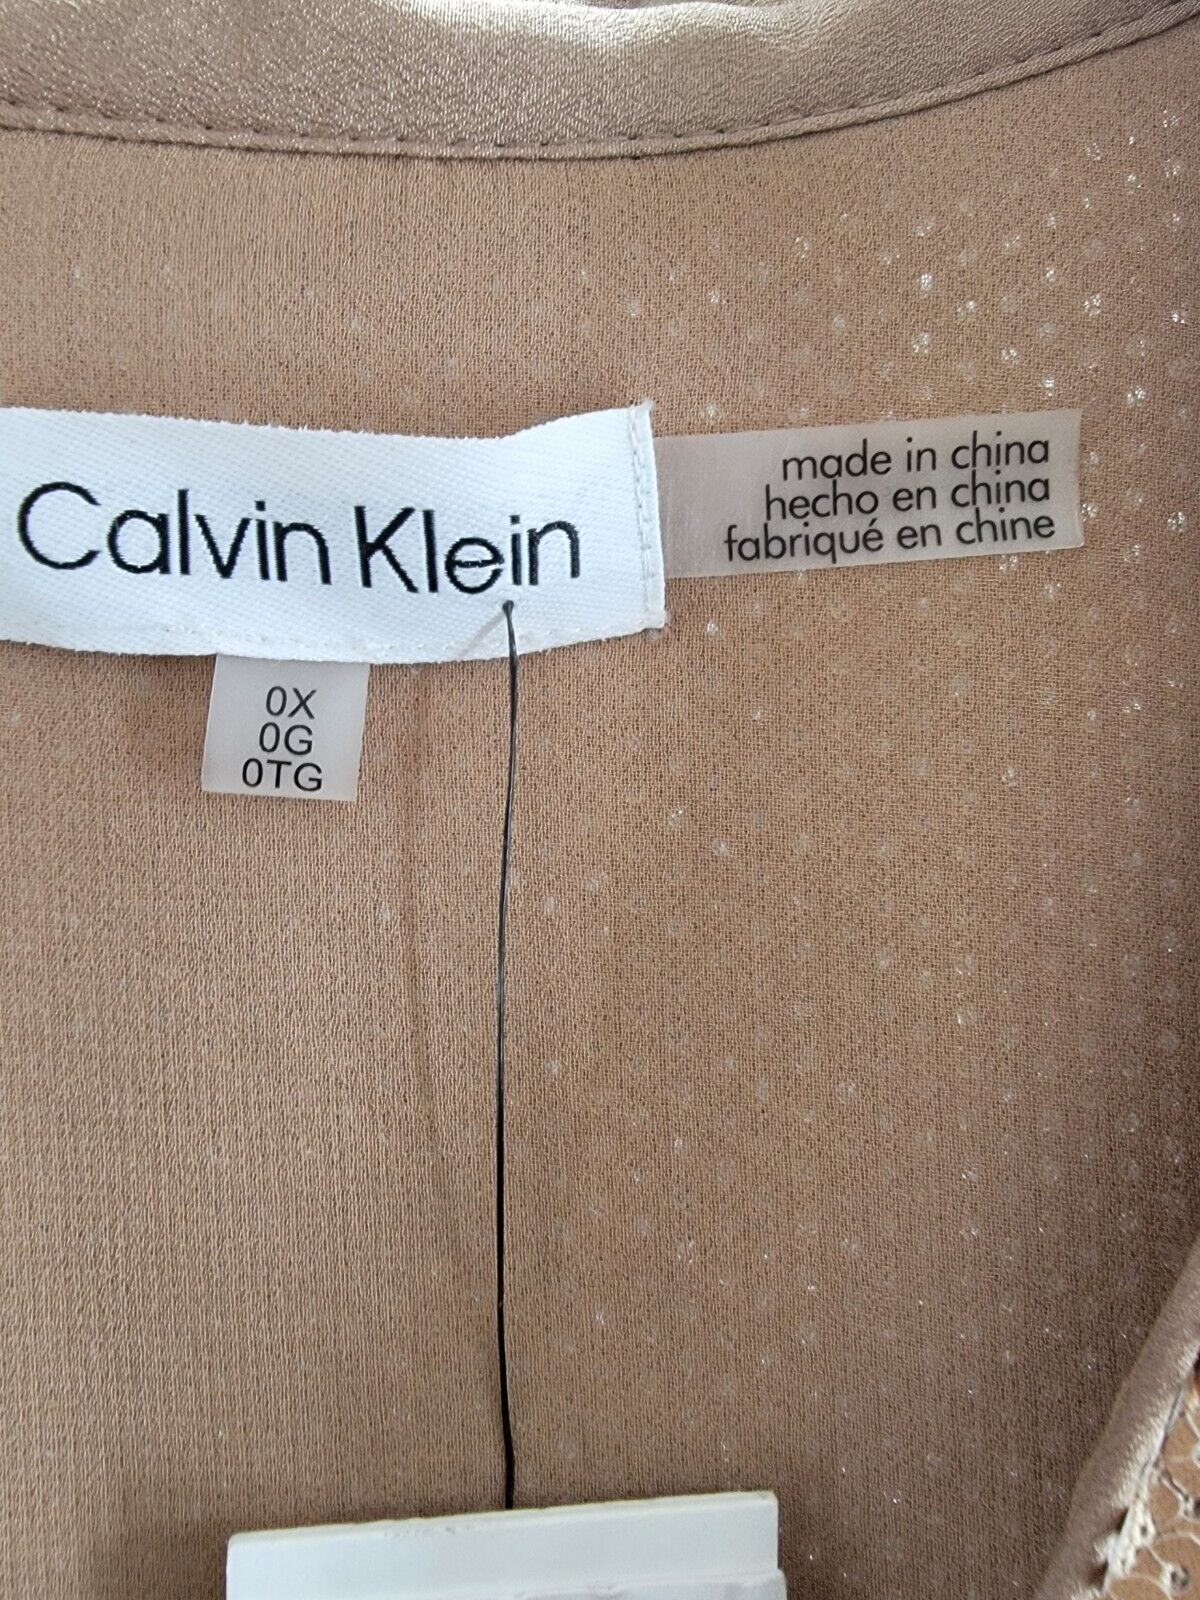 Calvin Klein
made in china
hecho en china
fabriqué en chine
0X
0G
0TG